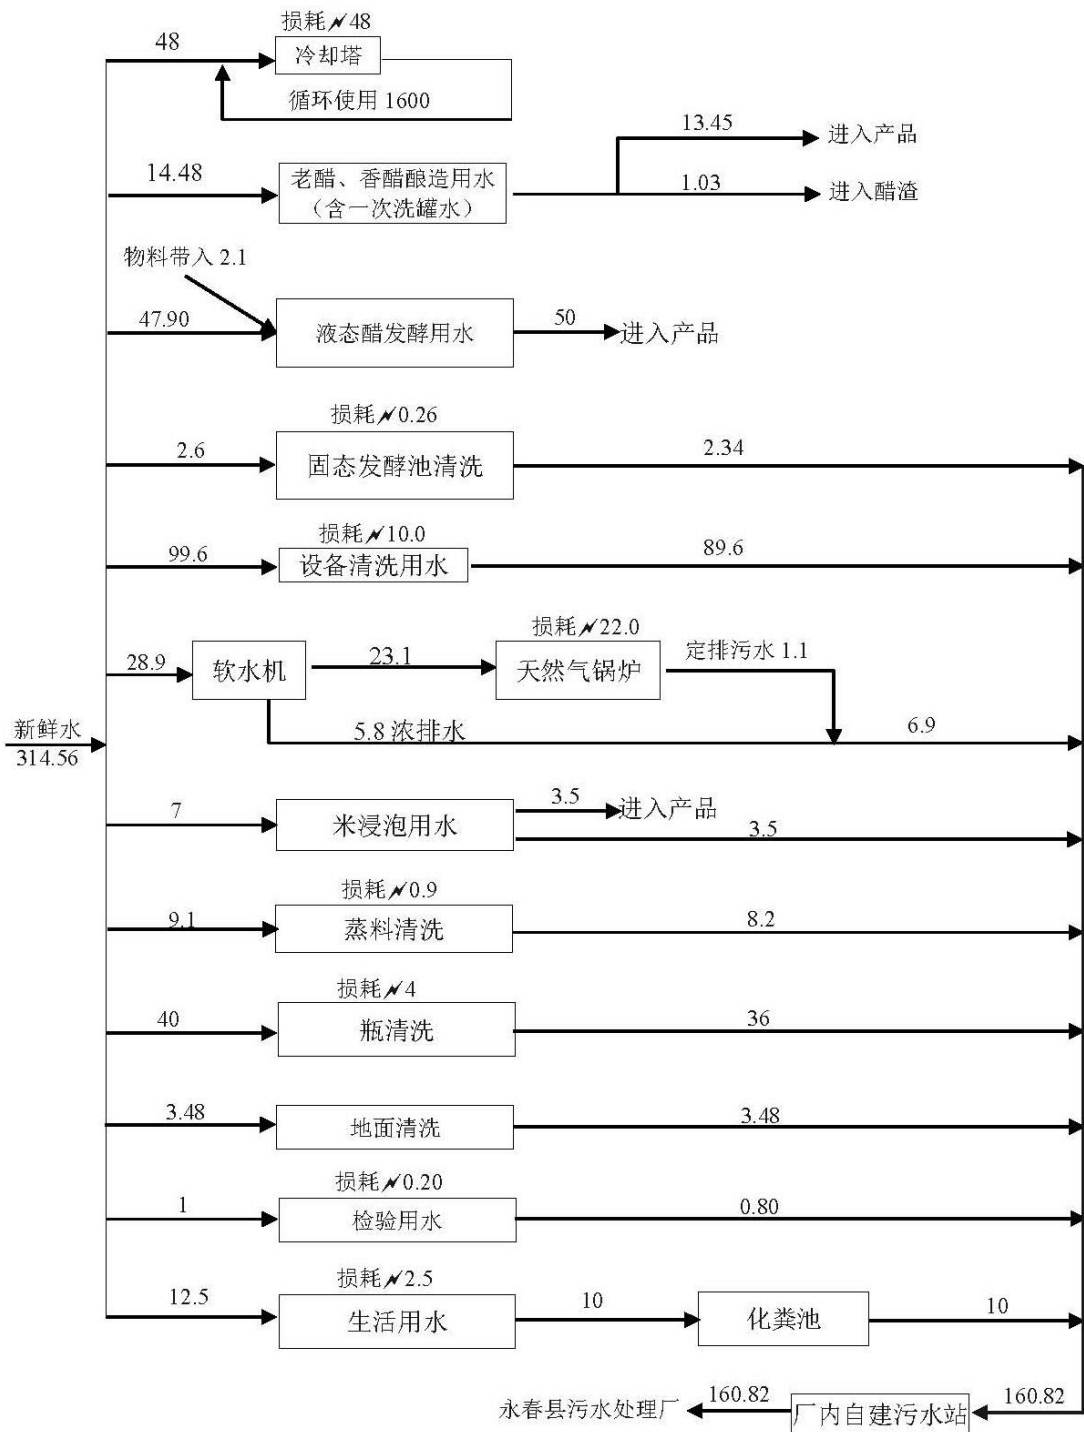 损耗 48
48
冷却塔
循环使用 1600
14.48
老醋、香醋酿造用水
（含一次洗罐水）
13.45
进入产品
1.03
进入醋渣
物料带入 2.1
47.90
液态醋发酵用水
50
进入产品
损耗 0.26
2.6
固态发酵池清洗
2.34
损耗 10.0
99.6
设备清洗用水
89.6
28.9
软水机
23.1
损耗 22.0
天然气锅炉
定排污水 1.1
5.8 浓排水
6.9
新鲜水
314.56
7
米浸泡用水
3.5
进入产品
3.5
损耗 0.9
9.1
蒸料清洗
8.2
损耗 4
40
瓶清洗
36
3.48
地面清洗
3.48
损耗 0.20
1
检验用水
0.80
损耗 2.5
12.5
生活用水
10
化粪池
10
永春县污水处理厂
160.82
厂内自建污水站
160.82